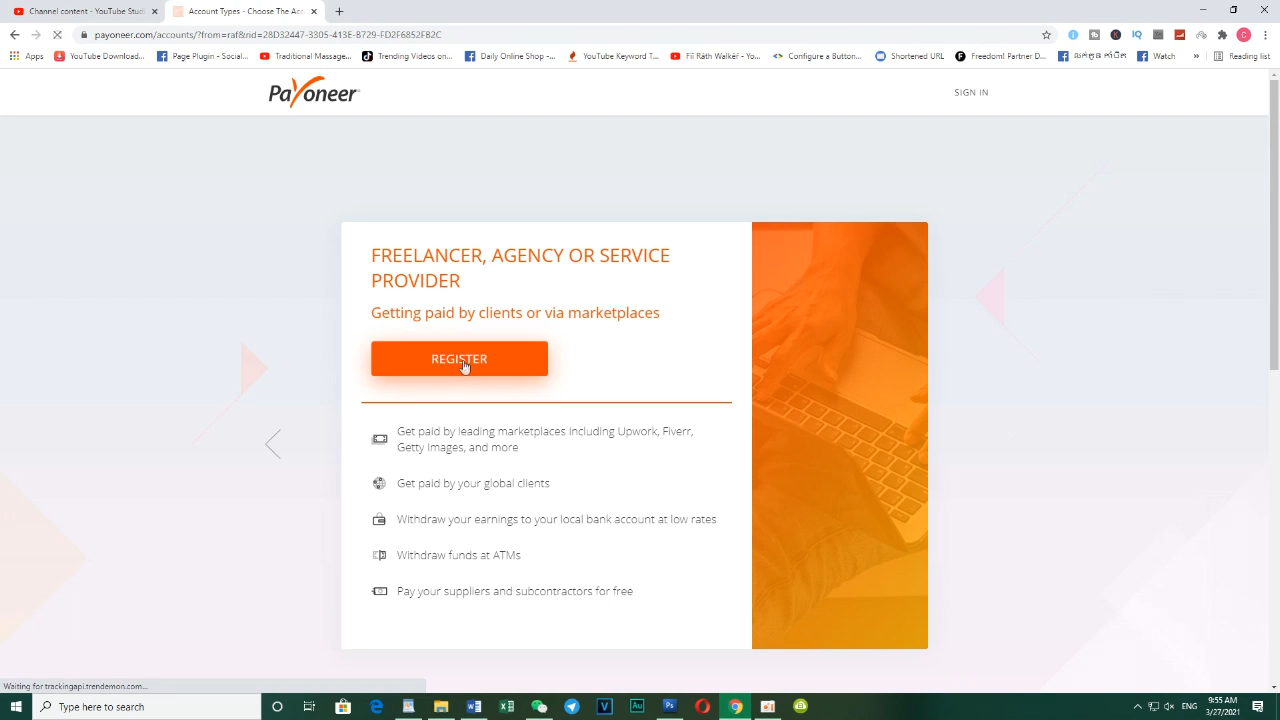 Channel content - YouTube Studi
Account Types - Choose The Acc
payoneer.com/accounts/?from=raf&rid=28D32447-3305-413E-8729-FD2F6852F82C
Apps
YouTube Download...
Page Plugin - Social...
Traditional Massage...
Trending Videos on...
Daily Online Shop -...
YouTube Keyword T...
Fil Ráth Walkér - Yo...
Configure a Button...
Shortened URL
Freedom! Partner D...
Watch
»
Reading list
Payoneer
SIGN IN
FREELANCER, AGENCY OR SERVICE
PROVIDER
Getting paid by clients or via marketplaces
REGISTER
Get paid by leading marketplaces including Upwork, Fiverr,
Getty Images, and more
Get paid by your global clients
Withdraw your earnings to your local bank account at low rates
Withdraw funds at ATMs
Pay your suppliers and subcontractors for free
Waiting for trackingapi.trendemon.com...
Type here to search
ENG
9:55 AM
3/27/2021